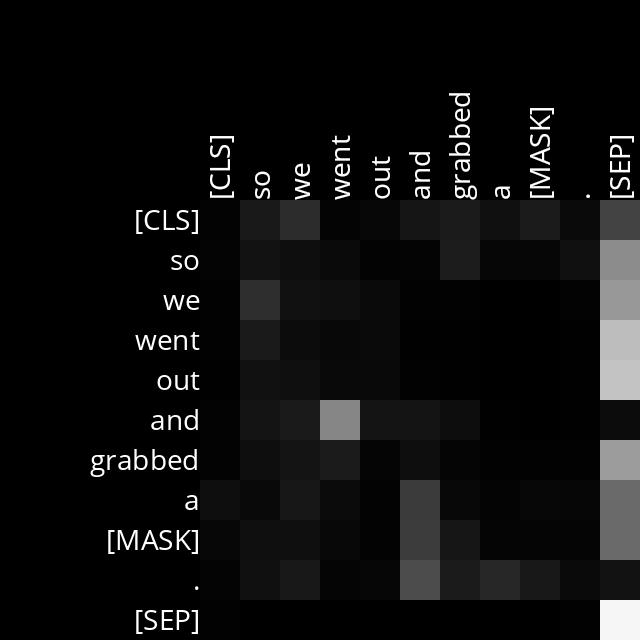 [CLS] so we went out and grabbed a [MASK] . [SEP]
[CLS]
so
we
went
out
and
grabbed
a
[MASK]
.
[SEP]